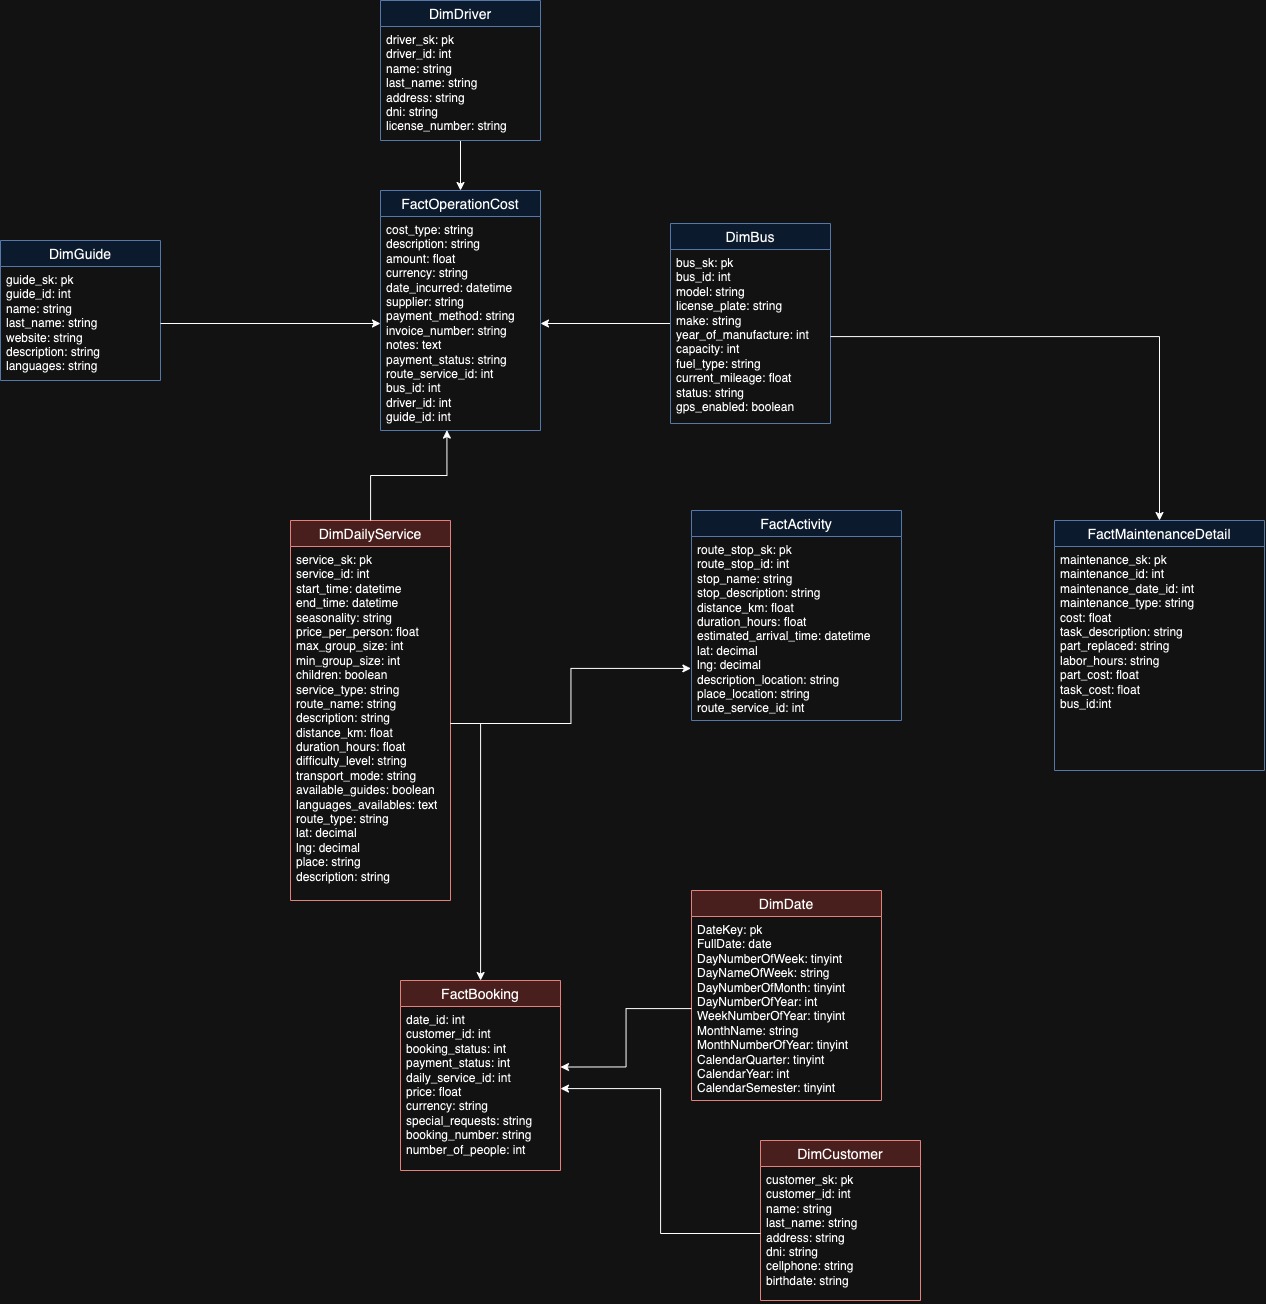 DimDriver
driver_sk: pk
driver_id: int
name: string
last_name: string
address: string
dni: string
license_number: string
FactOperationCost
cost_type: string
description: string
amount: float
currency: string
date_incurred: datetime
supplier: string
payment_method: string
invoice_number: string
notes: text
payment_status: string
route_service_id: int
bus_id: int
driver_id: int
guide_id: int
DimGuide
guide_sk: pk
guide_id: int
name: string
last_name: string
website: string
description: string
languages: string
DimBus
bus_sk: pk
bus_id: int
model: string
license_plate: string
make: string
year_of_manufacture: int
capacity: int
fuel_type: string
current_mileage: float
status: string
gps_enabled: boolean
DimDailyService
service_sk: pk
service_id: int
start_time: datetime
end_time: datetime
seasonality: string
price_per_person: float
max_group_size: int
min_group_size: int
children: boolean
service_type: string
route_name: string
description: string
distance_km: float
duration_hours: float
difficulty_level: string
transport_mode: string
available_guides: boolean
languages_availables: text
route_type: string
lat: decimal
lng: decimal
place: string
description: string
FactActivity
route_stop_sk: pk
route_stop_id: int
stop_name: string
stop_description: string
distance_km: float
duration_hours: float
estimated_arrival_time: datetime
lat: decimal
lng: decimal
description_location: string
place_location: string
route_service_id: int
FactMaintenanceDetail
maintenance_sk: pk
maintenance_id: int
maintenance_date_id: int
maintenance_type: string
cost: float
task_description: string
part_replaced: string
labor_hours: string
part_cost: float
task_cost: float
bus_id:int
DimDate
DateKey: pk
FullDate: date
DayNumberOfWeek: tinyint
DayNameOfWeek: string
DayNumberOfMonth: tinyint
DayNumberOfYear: int
WeekNumberOfYear: tinyint
MonthName: string
MonthNumberOfYear: tinyint
CalendarQuarter: tinyint
CalendarYear: int
CalendarSemester: tinyint
FactBooking
date_id: int
customer_id: int
booking_status: int
payment_status: int
daily_service_id: int
price: float
currency: string
special_requests: string
booking_number: string
number_of_people: int
DimCustomer
customer_sk: pk
customer_id: int
name: string
last_name: string
address: string
dni: string
cellphone: string
birthdate: string